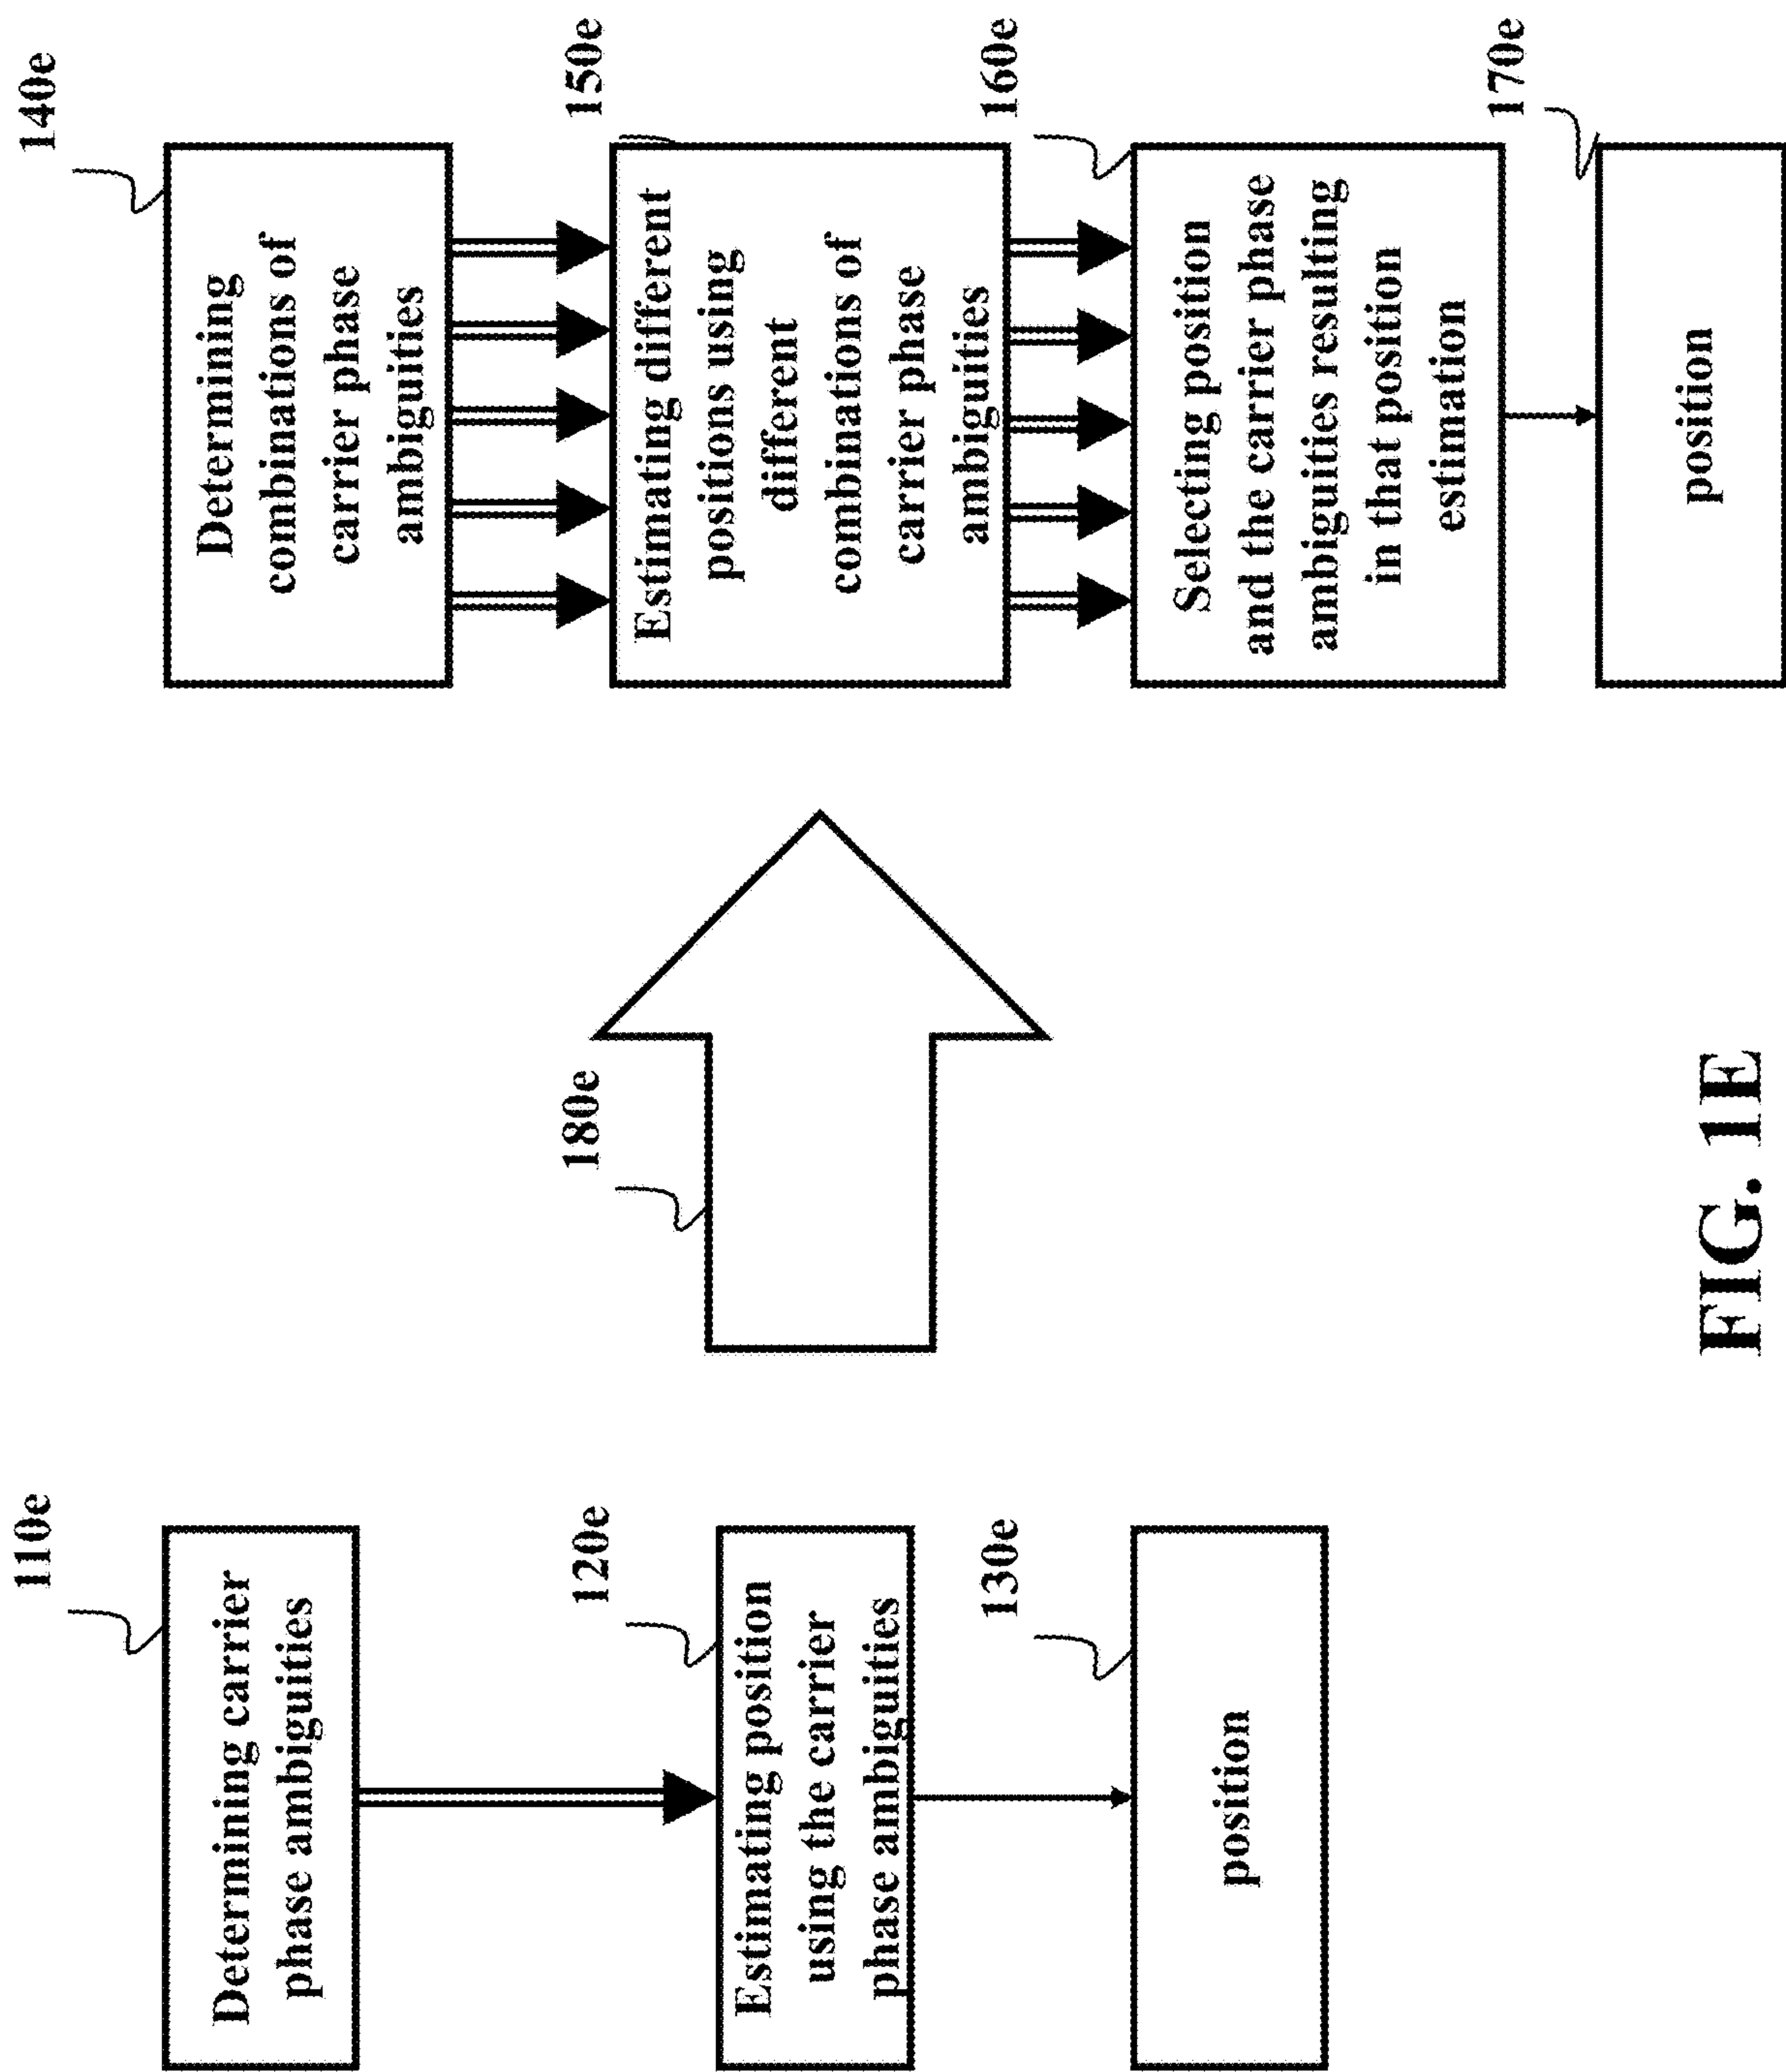 110e
Determining carrier
phase ambiguities
120e
Estimating position
using the carrier
phase ambiguities
130e
position
180e
140e
Determining
combinations of
carrier phase
ambiguities
150e
Estimating different
positions using
different
combinations of
carrier phase
ambiguities
160e
Selecting position
and the carrier phase
ambiguities resulting
in that position
estimation
170e
position
FIG. 1E